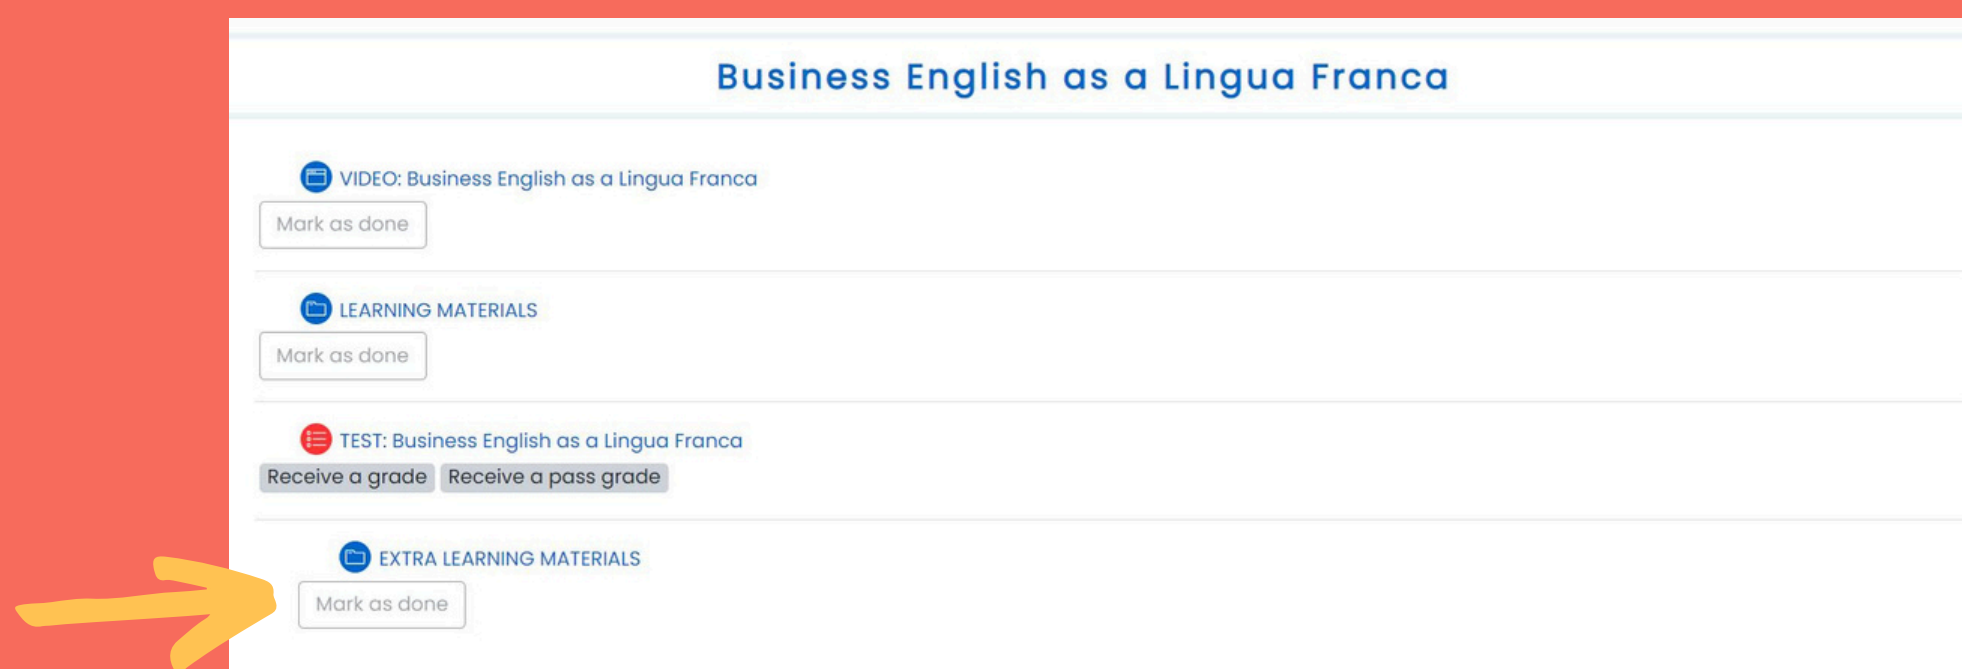 Business English as a Lingua Franca
VIDEO: Business English as a Lingua Franca
Mark as done
LEARNING MATERIALS
Mark as done
TEST: Business English as a Lingua Franca
Receive a grade Receive a pass grade
EXTRA LEARNING MATERIALS
Mark as done